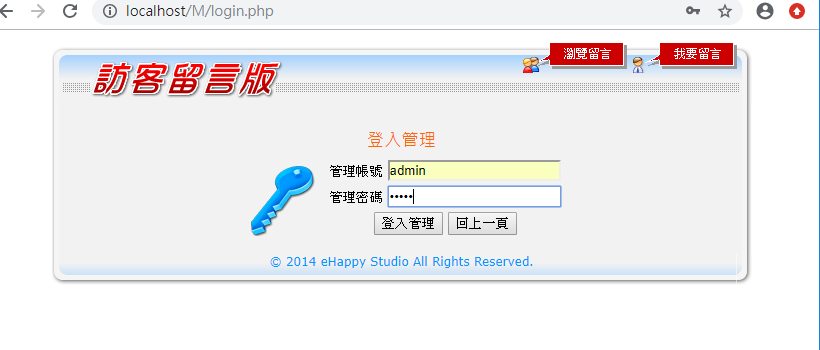 localhost/M/login.php
訪客留言版
瀏覽留言
我要留言
登入管理
管理帳號 admin
管理密碼 •••••
登入管理 回上一頁
© 2014 eHappy Studio All Rights Reserved.